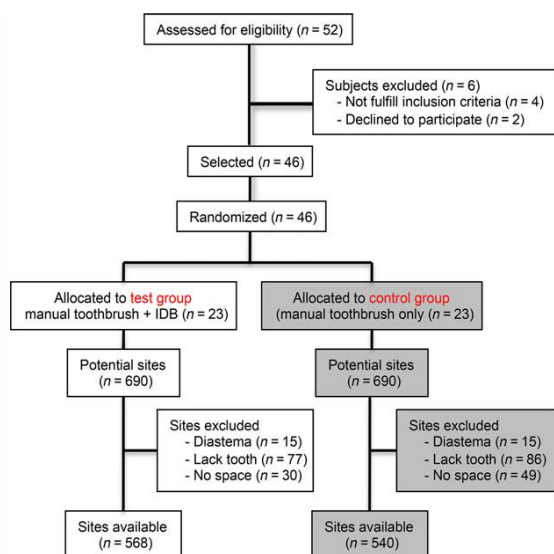 Assessed for eligibility (n = 52)
Subjects excluded (n = 6)
- Not fulfill inclusion criteria (n = 4)
- Declined to participate (n = 2)
Selected (n = 46)
Randomized (n = 46)
Allocated to test group
manual toothbrush + IDB (n = 23)
Allocated to control group
(manual toothbrush only (n = 23)
Potential sites
(n = 690)
Potential sites
(n = 690)
Sites excluded
- Diastema (n = 15)
- Lack tooth (n = 77)
- No space (n = 30)
Sites excluded
- Diastema (n = 15)
- Lack tooth (n = 86)
- No space (n = 49)
Sites available
(n = 568)
Sites available
(n = 540)